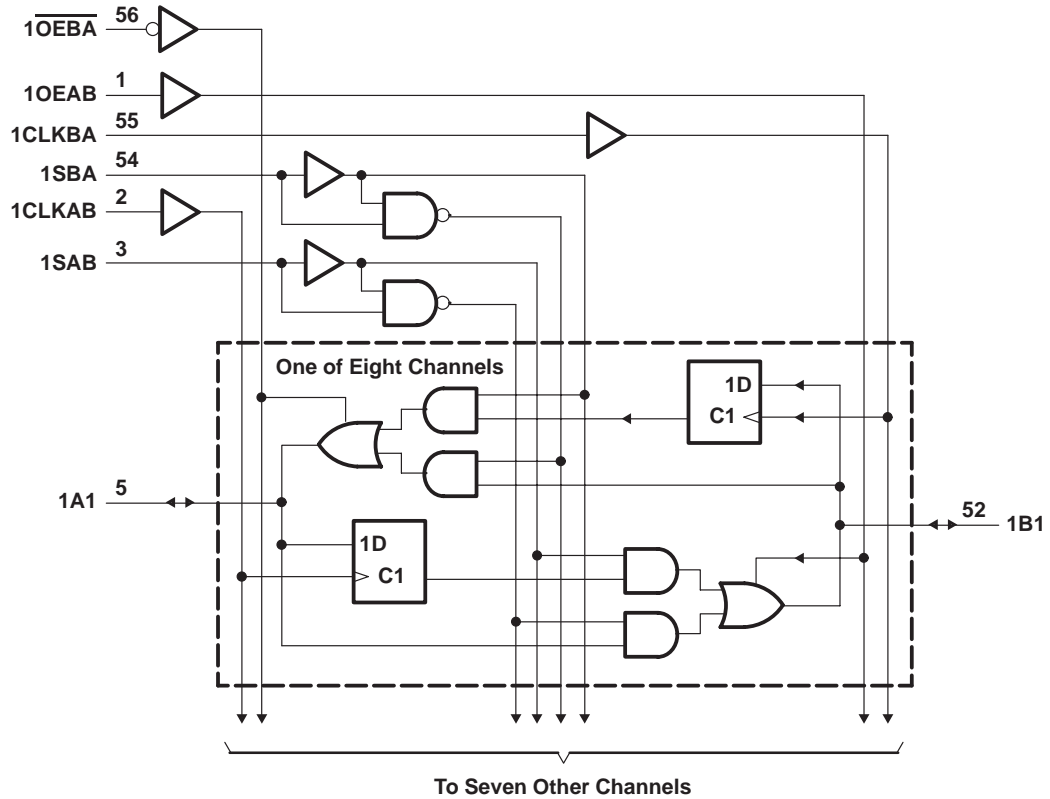 56
1OEBA
1
1OEAB
55
1CLKBA
54
1SBA
2
1CLKAB
3
1SAB
One of Eight Channels
1D
C1
5
1A1
52
1B1
1D
C1
To Seven Other Channels